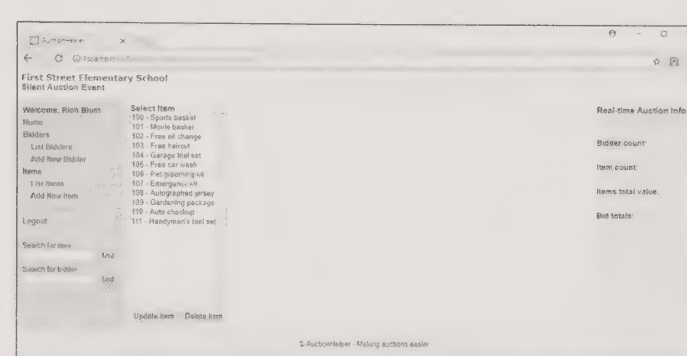 AuctionHelper
First Street Elementary School
Silent Auction Event
Welcome, Rich Blum
Home
Bidders
List Bidders
Add New Bidder
Items
List Items
Add New Item
Logout
Search for item
find
Search for bidder
find
Select Item
100 - Sports basket
101 - Movie basket
102 - Free oil change
103 - Free haircut
104 - Garage tool set
105 - Free car wash
106 - Pet grooming kit
107 - Emergency kit
108 - Autographed jersey
109 - Gardening package
110 - Auto checkup
111 - Handyman's tool set
Update Item Delete Item
Real-time Auction Info
Bidder count:
Item count:
Items total value:
Bid totals:
© AuctionHelper - Making auctions easier